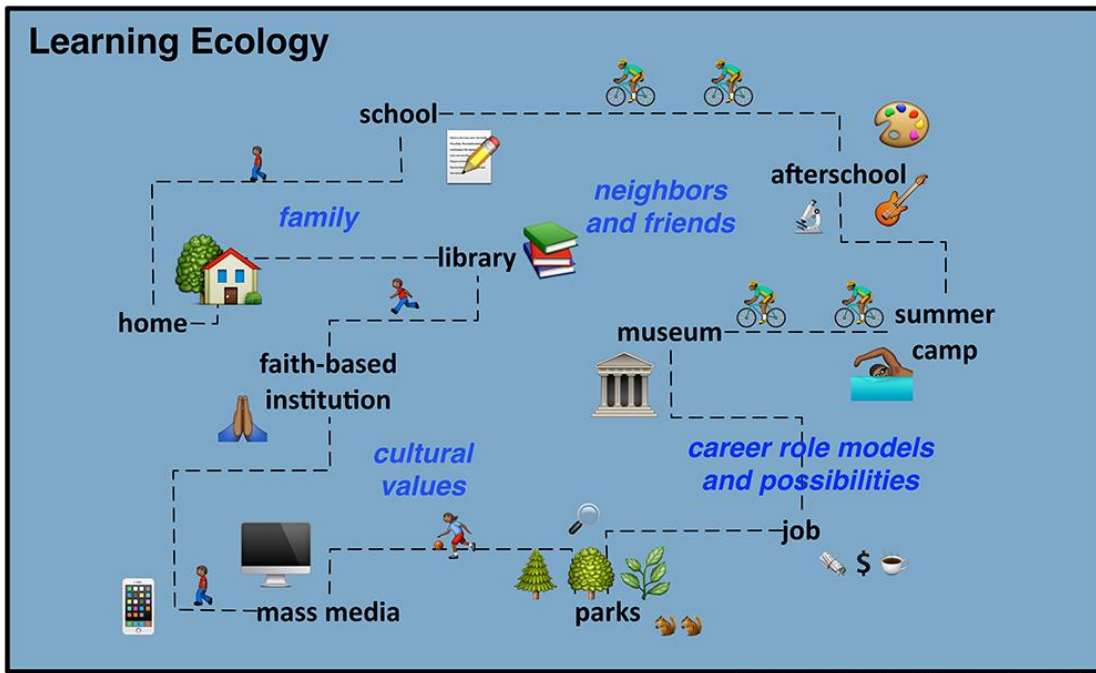 Learning Ecology
school
afterschool
family
neighbors
and friends
library
home
museum
summer
camp
faith-based
institution
cultural
values
career role models
and possibilities
job
$
mass media
parks